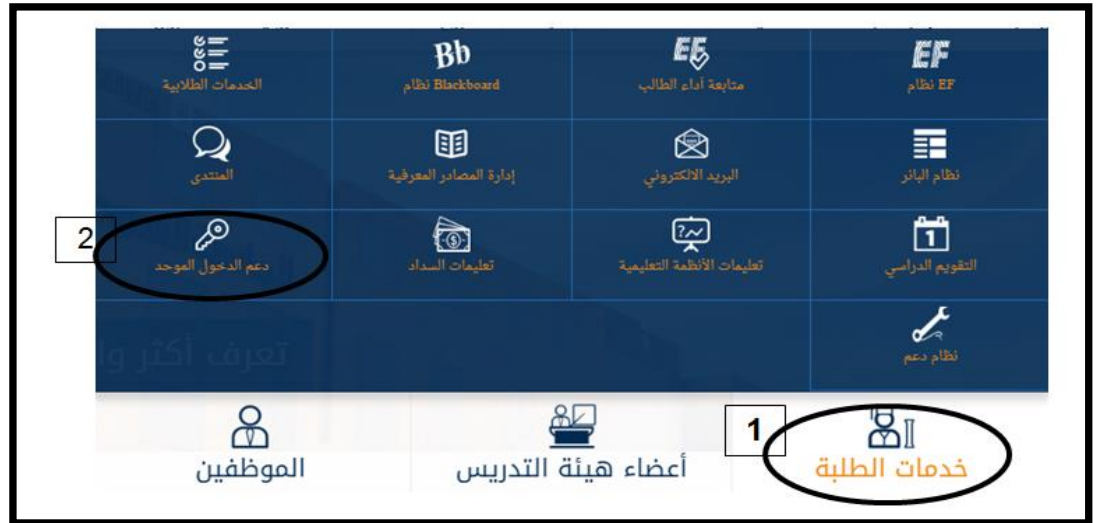 EF
نظام EF
EE
متابعة أداء الطالب
Bb
نظام Blackboard
الخدمات الطلابية
نظام البانر
البريد الالكتروني
إدارة المصادر المعرفية
المنتدى
1
التقويم الدراسي
?
تعليمات الأنظمة التعليمية
$
تعليمات السداد
دعم الدخول الموحد
2
نظام دعم
تعرف أكثر وا
1
خدمات الطلبة
أعضاء هيئة التدريس
الموظفين